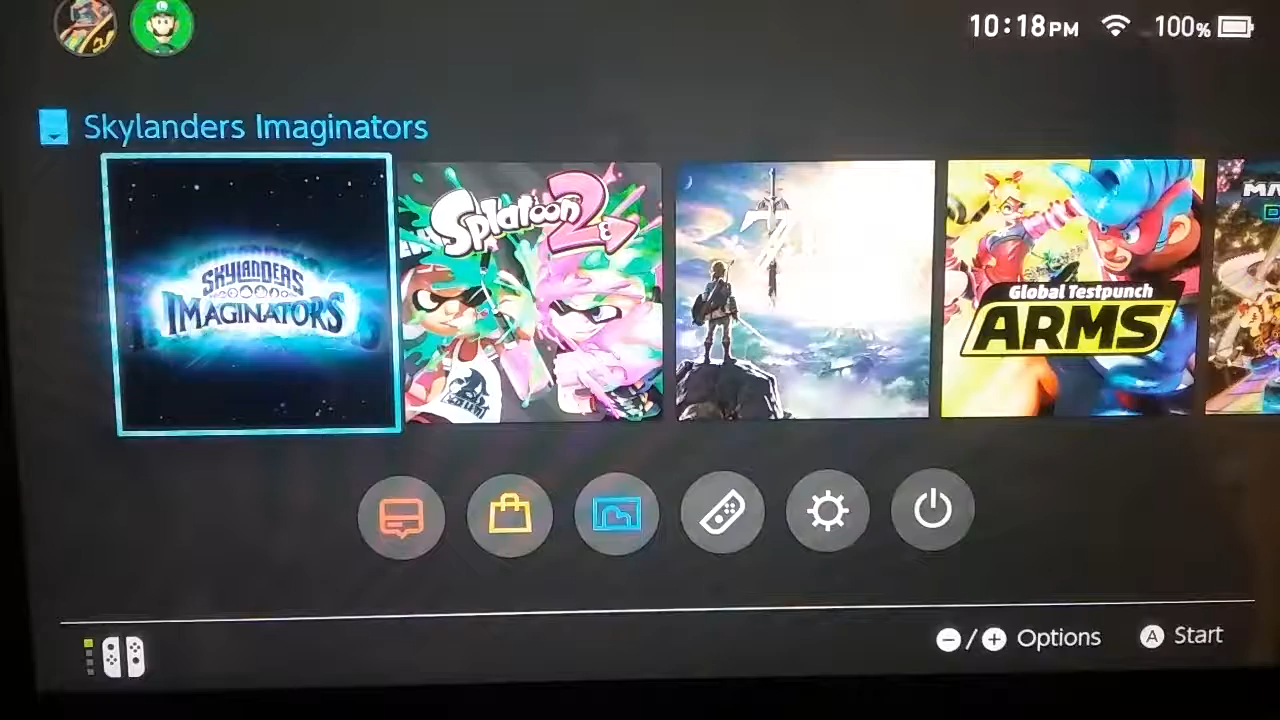 10:18PM 100%
Skylanders Imaginators
SKYLANDERS
IMAGINATORS
Splatoon 2
Global Testpunch
ARMS
Options
A Start